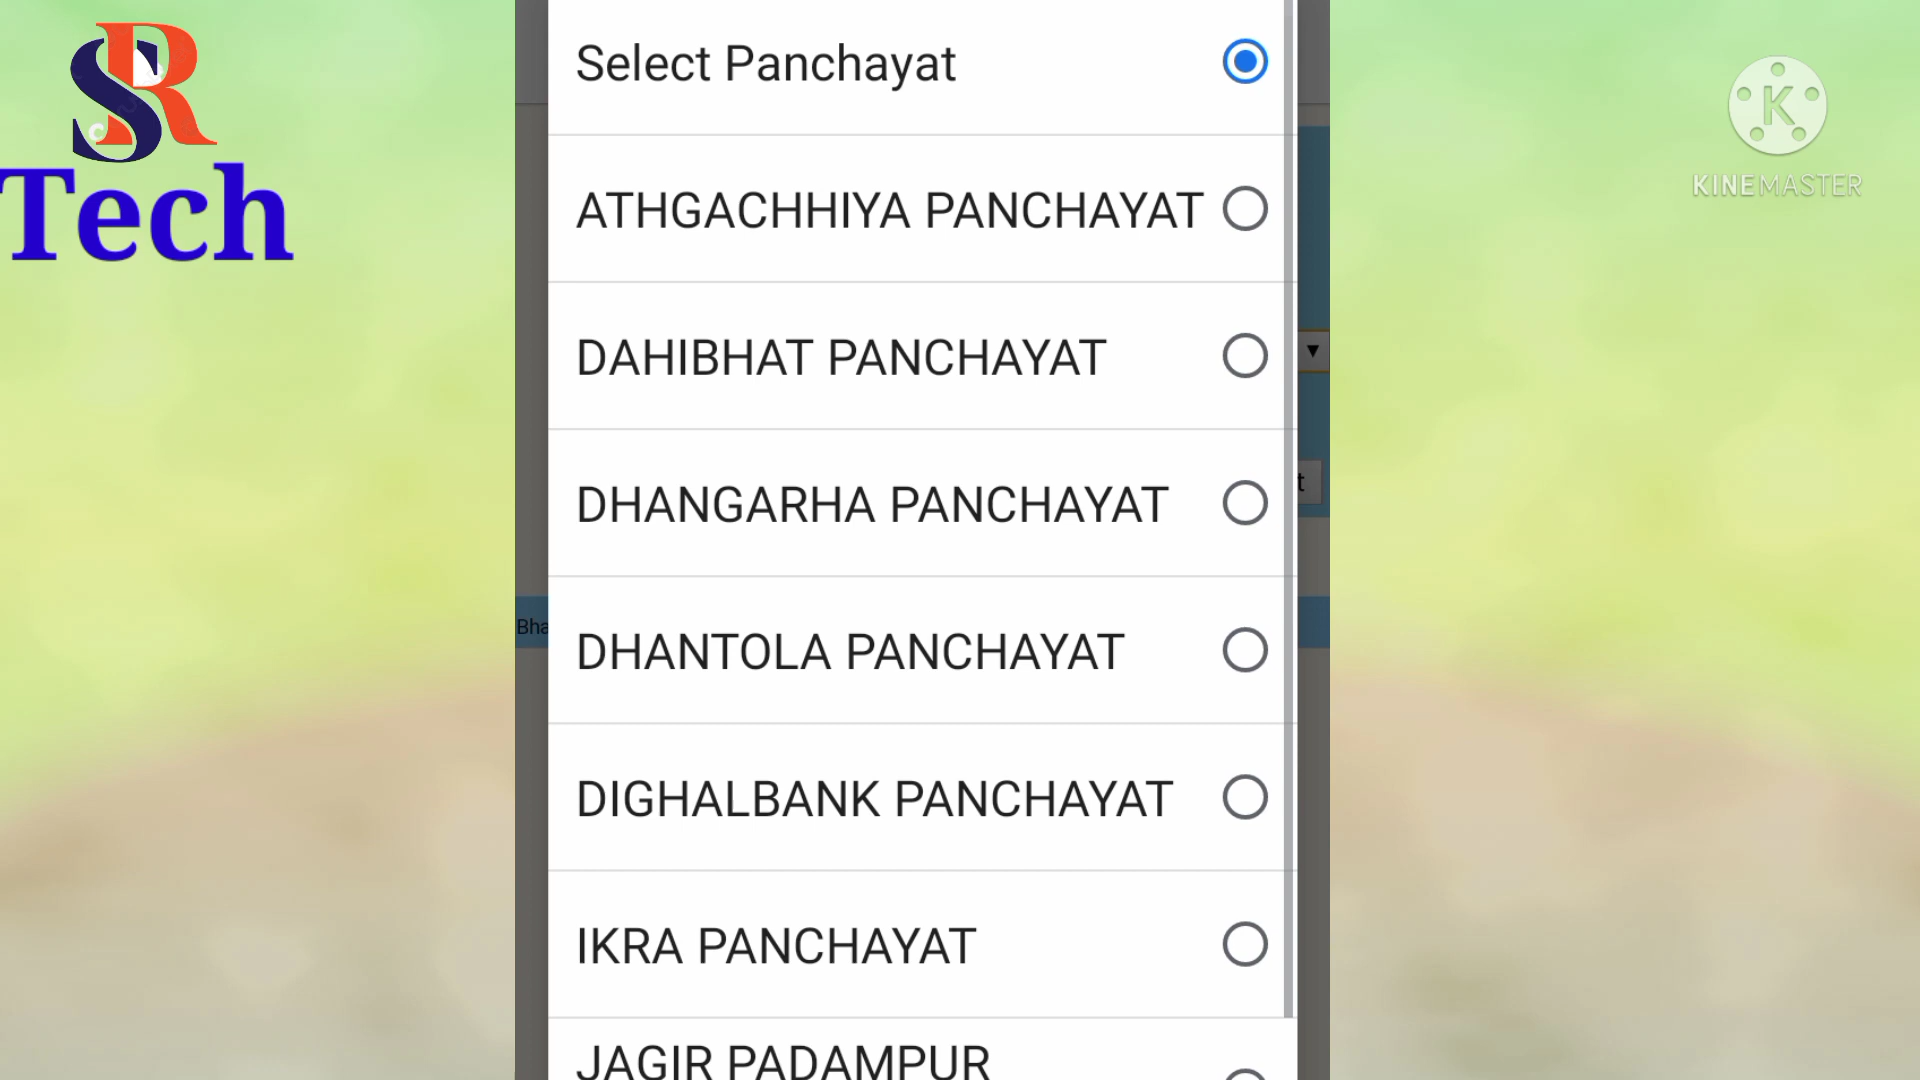 SR
Tech
Select Panchayat
ATHGACHHIYA PANCHAYAT
DAHIBHAT PANCHAYAT
DHANGARHA PANCHAYAT
DHANTOLA PANCHAYAT
DIGHALBANK PANCHAYAT
IKRA PANCHAYAT
JAGIR PADAMPUR
Bha
t
K
KINEMASTER